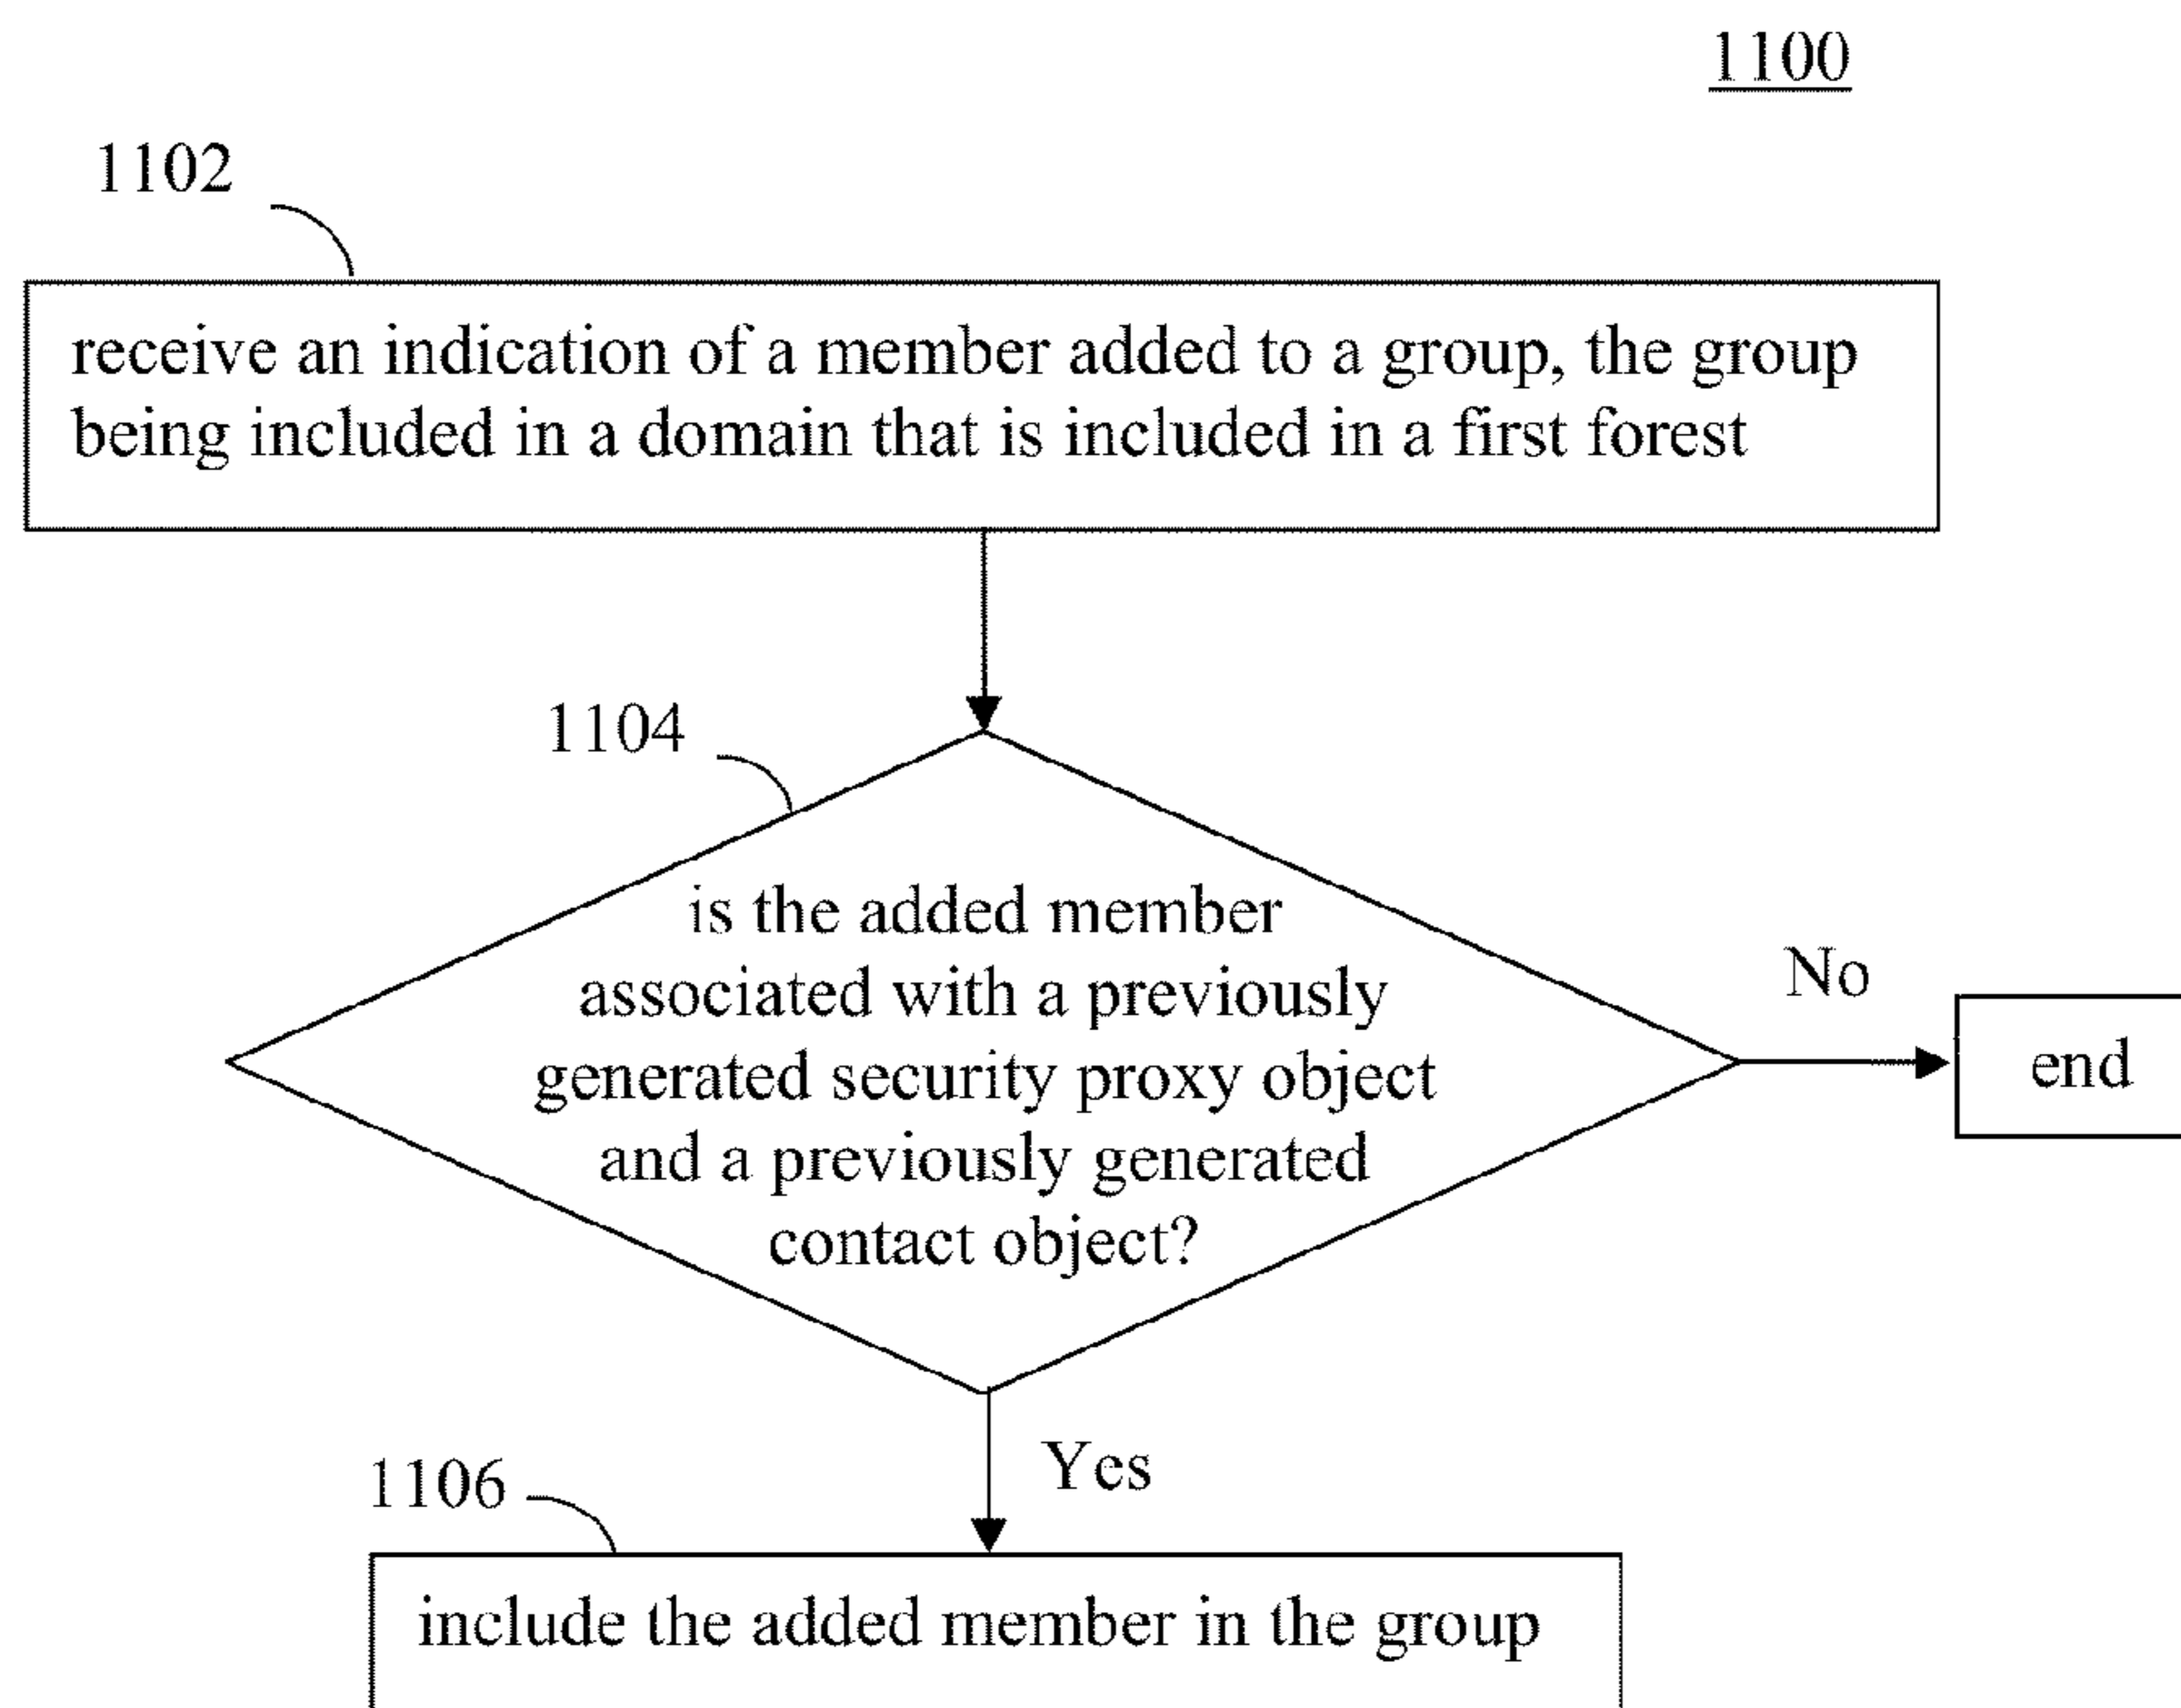 1100
1102
receive an indication of a member added to a group, the group
being included in a domain that is included in a first forest
1104
is the added member
associated with a previously
generated security proxy object
and a previously generated
contact object?
No
end
Yes
1106
include the added member in the group